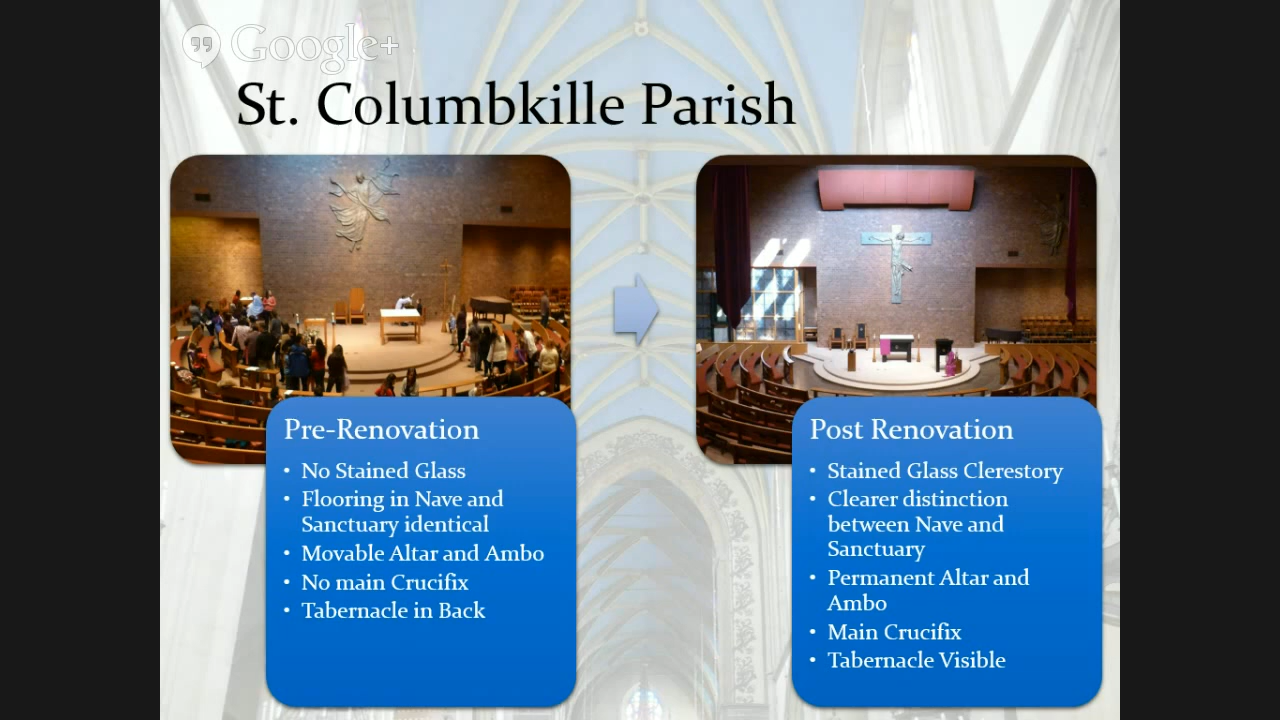 Google+
St. Columbkille Parish
Pre-Renovation
• No Stained Glass
• Flooring in Nave and
Sanctuary identical
• Movable Altar and Ambo
• No main Crucifix
• Tabernacle in Back
Post Renovation
• Stained Glass Clerestory
• Clearer distinction
between Nave and
Sanctuary
• Permanent Altar and
Ambo
• Main Crucifix
• Tabernacle Visible